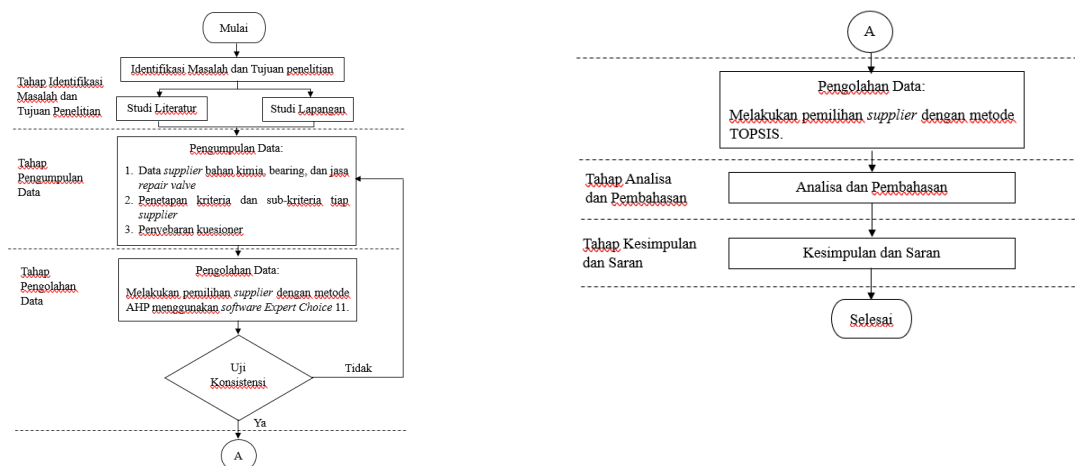 Mulai
Identifikasi Masalah dan Tujuan penelitian
Tahap Identifikasi
Masalah dan
Tujuan Penelitian
Studi Literatur
Studi Lapangan
Tahap
Pengumpulan
Data
Pengumpulan Data:
1. Data supplier bahan kimia, bearing, dan jasa
repair valve
2. Penetapan kriteria dan sub-kriteria tiap
supplier
3. Penyebaran kuesioner
Tahap
Pengolahan
Data
Pengolahan Data:
Melakukan pemilihan supplier dengan metode
AHP menggunakan software Expert Choice 11.
Uji
Konsistensi
Tidak
Ya
A
A
Pengolahan Data:
Melakukan pemilihan supplier dengan metode
TOPSIS.
Tahap Analisa
dan Pembahasan
Analisa dan Pembahasan
Tahap Kesimpulan
dan Saran
Kesimpulan dan Saran
Selesai